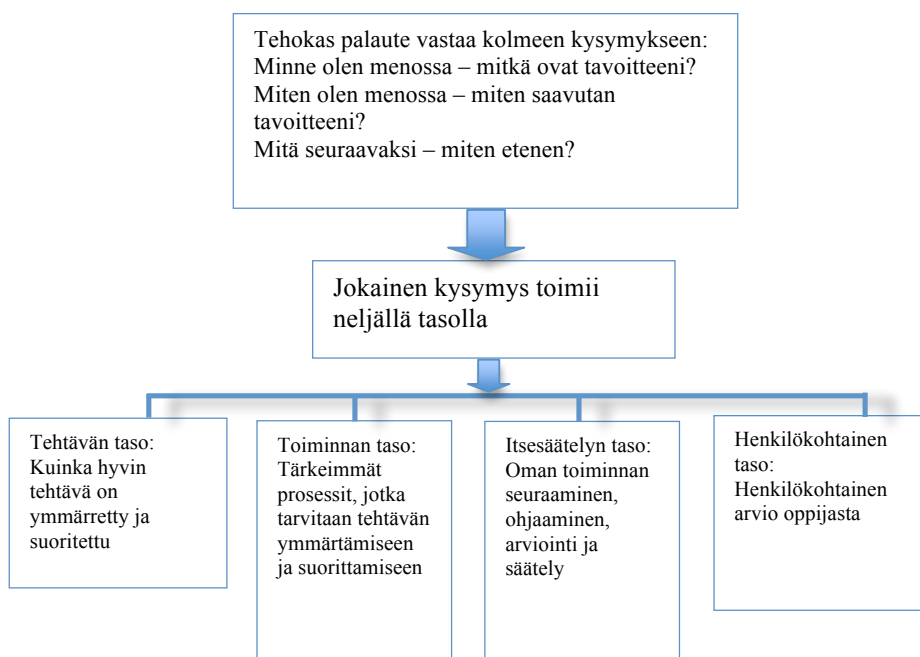 Tehokas palaute vastaa kolmeen kysymykseen:
Minne olen menossa – mitkä ovat tavoitteeni?
Miten olen menossa – miten saavutan
tavoitteeni?
Mitä seuraavaksi – miten etenen?
Jokainen kysymys toimii
neljällä tasolla
Tehtävän taso:
Kuinka hyvin
tehtävä on
ymmärretty ja
suoritettu
Toiminnan taso:
Tärkeimmät
prosessit, jotka
tarvitaan tehtävän
ymmärtämiseen
ja suorittamiseen
Itsesäätelyn taso:
Oman toiminnan
seuraaminen,
ohjaaminen,
arviointi ja
säätely
Henkilökohtainen
taso:
Henkilökohtainen
arvio oppijasta